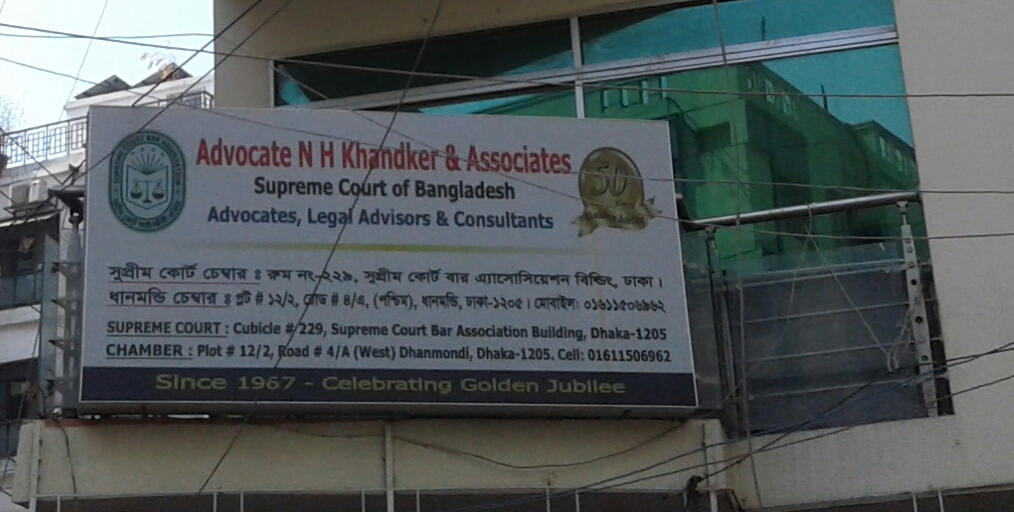 Advocate N H Khandker & Associates
Supreme Court of Bangladesh
Advocates, Legal Advisors & Consultants
50
সুপ্রীম কোর্ট চেম্বার ঃ রুম নং-২২৯, সুপ্রীম কোর্ট বার এ্যাসোসিয়েশন বিল্ডিং, ঢাকা।
ধানমন্ডি চেম্বার ঃ প্লট # ১২/২, রোড # ৪/এ, (পশ্চিম), ধানমন্ডি, ঢাকা-১২০৫। মোবাইলঃ ০১৬১১৫০৬৯৬২
SUPREME COURT : Cubicle # 229, Supreme Court Bar Association Building, Dhaka-1205
CHAMBER : Plot # 12/2, Road # 4/A (West) Dhanmondi, Dhaka-1205. Cell: 01611506962
Since 1967 - Celebrating Golden Jubilee